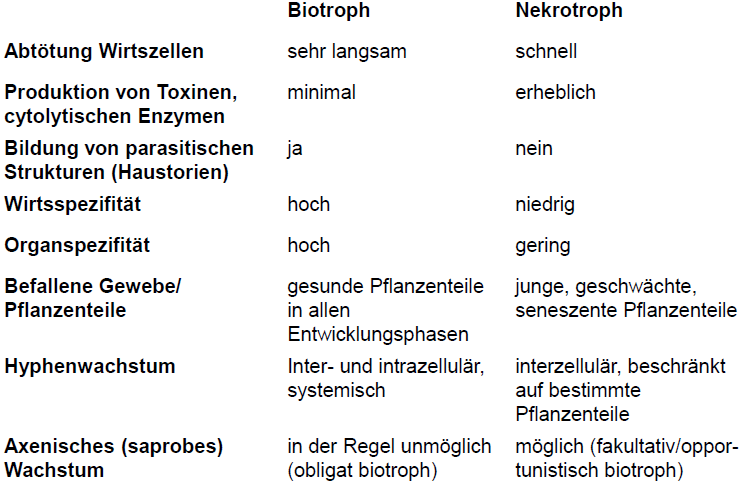 Biotroph Nekrotroph
Abtötung Wirtszellen sehr langsam schnell
Produktion von Toxinen, minimal erheblich
cytolytischen Enzymen
Bildung von parasitischen ja nein
Strukturen (Haustorien)
Wirtsspezifität hoch niedrig
Organspezifität hoch gering
Befallene Gewebe/ gesunde Pflanzenteile junge, geschwächte,
Pflanzenteile in allen seneszente Pflanzenteile
Entwicklungsphasen
Hyphenwachstum Inter- und intrazellulär, interzellulär, beschränkt
systemisch auf bestimmte
Pflanzenteile
Axenisches (saprobes) in der Regel unmöglich möglich (fakultativ/oppor-
Wachstum (obligat biotroph) tunistisch biotroph)